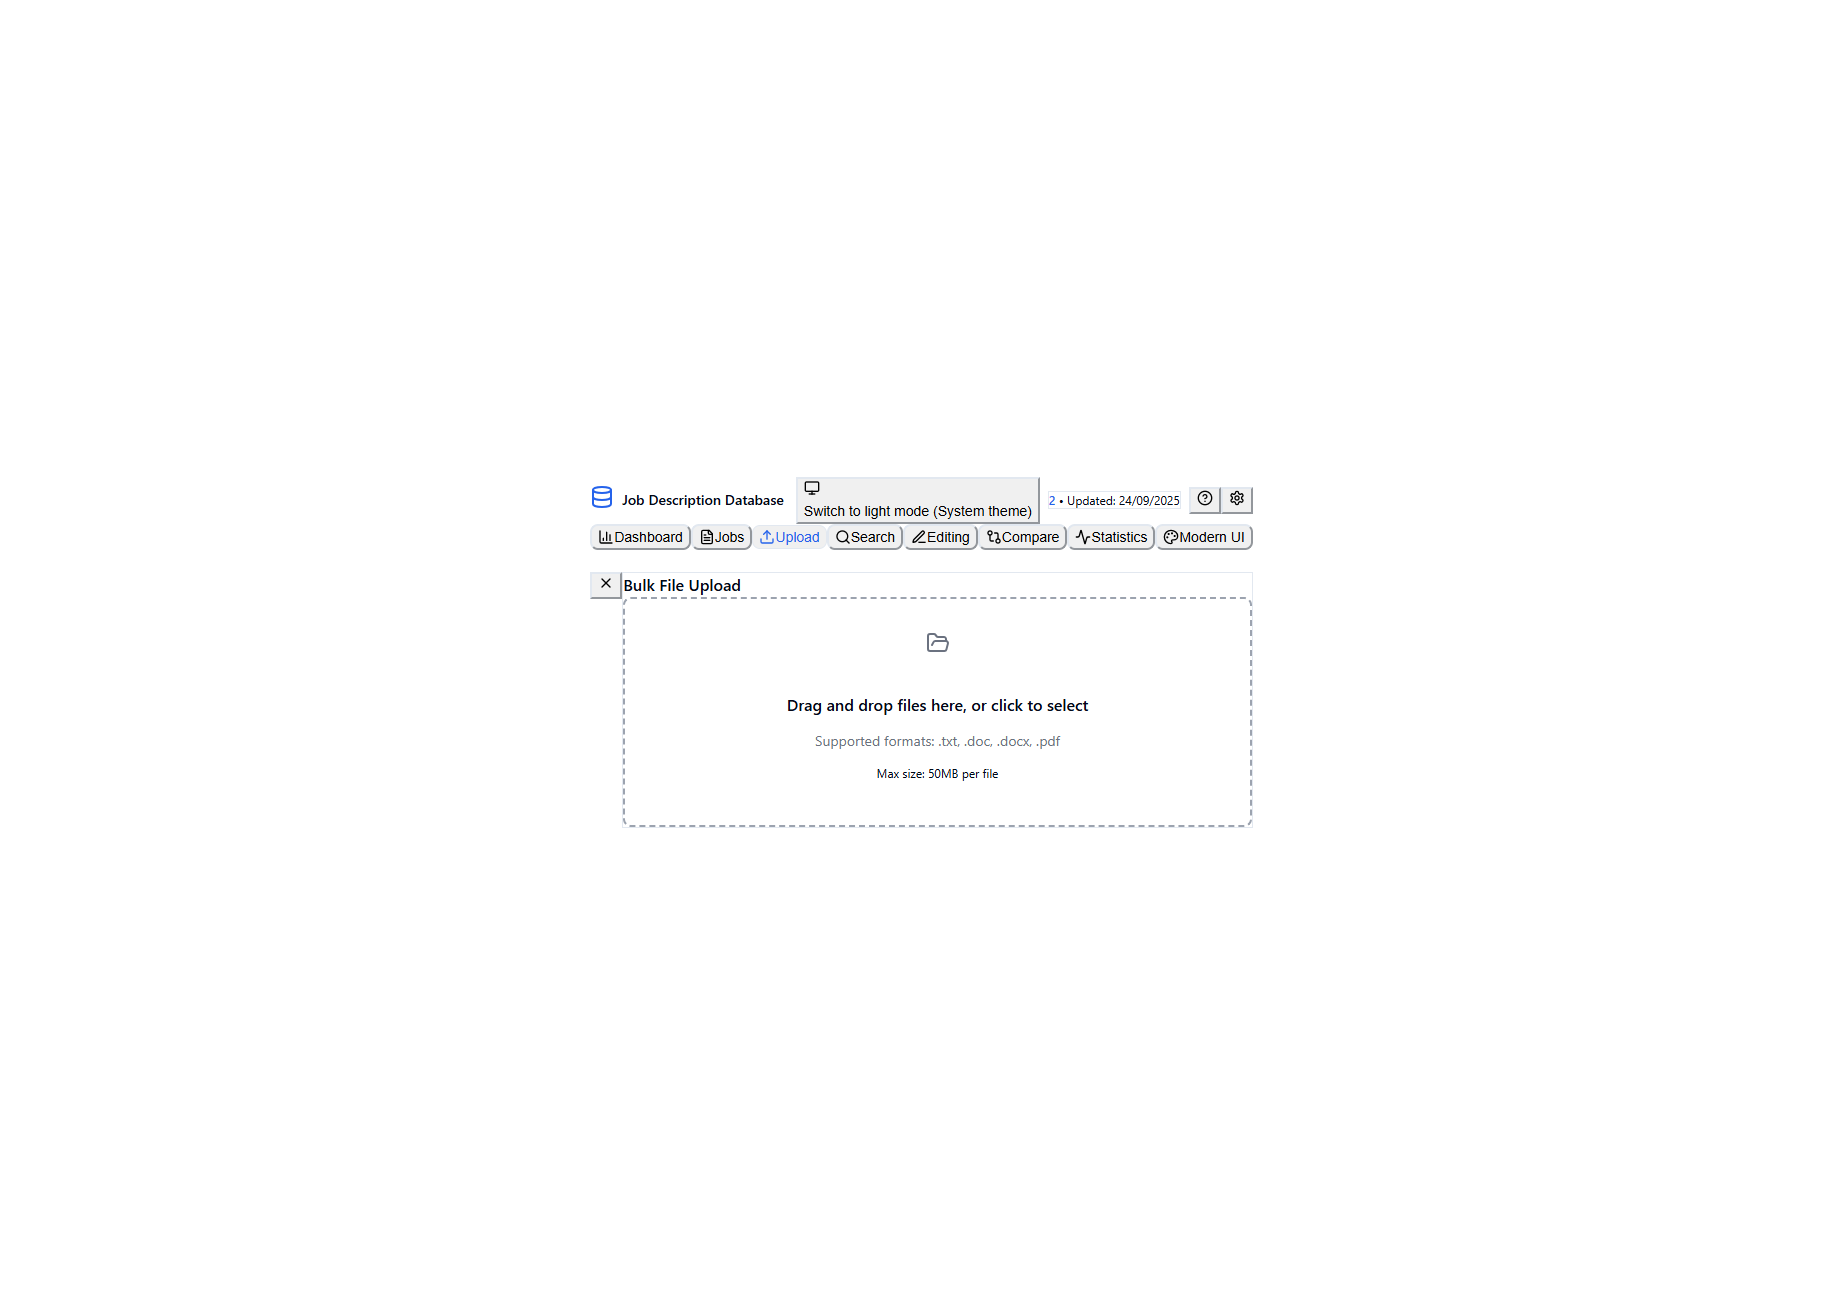 Job Description Database
Switch to light mode (System theme)
2 • Updated: 24/09/2025
Dashboard
Jobs
Upload
Search
Editing
Compare
Statistics
Modern UI
Bulk File Upload
Drag and drop files here, or click to select
Supported formats: .txt, .doc, .docx, .pdf
Max size: 50MB per file